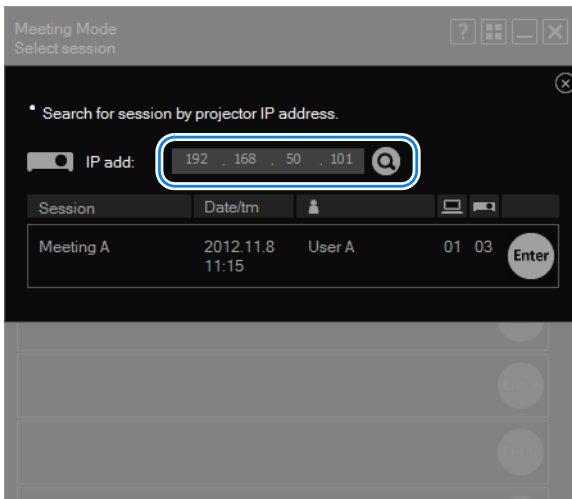 Meeting Mode
Select session
?
Search for session by projector IP address.
IP add: 192 . 168 . 50 . 101
Session Date/tm
Meeting A 2012.11.8 User A 01 03 Enter
11:15
Enter